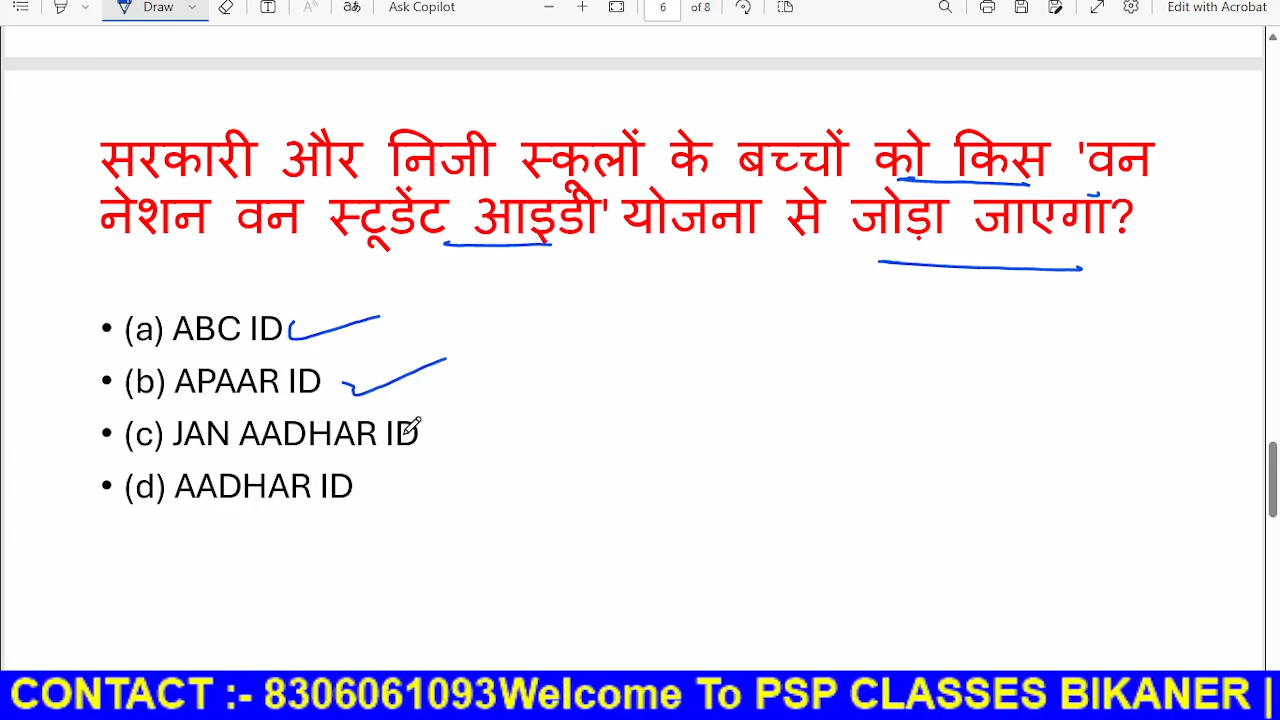 Draw
Ask Copilot
6
of 8
Edit with Acrobat
सरकारी और निजी स्कूलों के बच्चों को किस 'वन
नेशन वन स्टूडेंट आइडी' योजना से जोड़ा जाएगा?
• (a) ABC ID
• (b) APAAR ID
• (c) JAN AADHAR ID
• (d) AADHAR ID
CONTACT :- 8306061093Welcome To PSP CLASSES BIKANER |